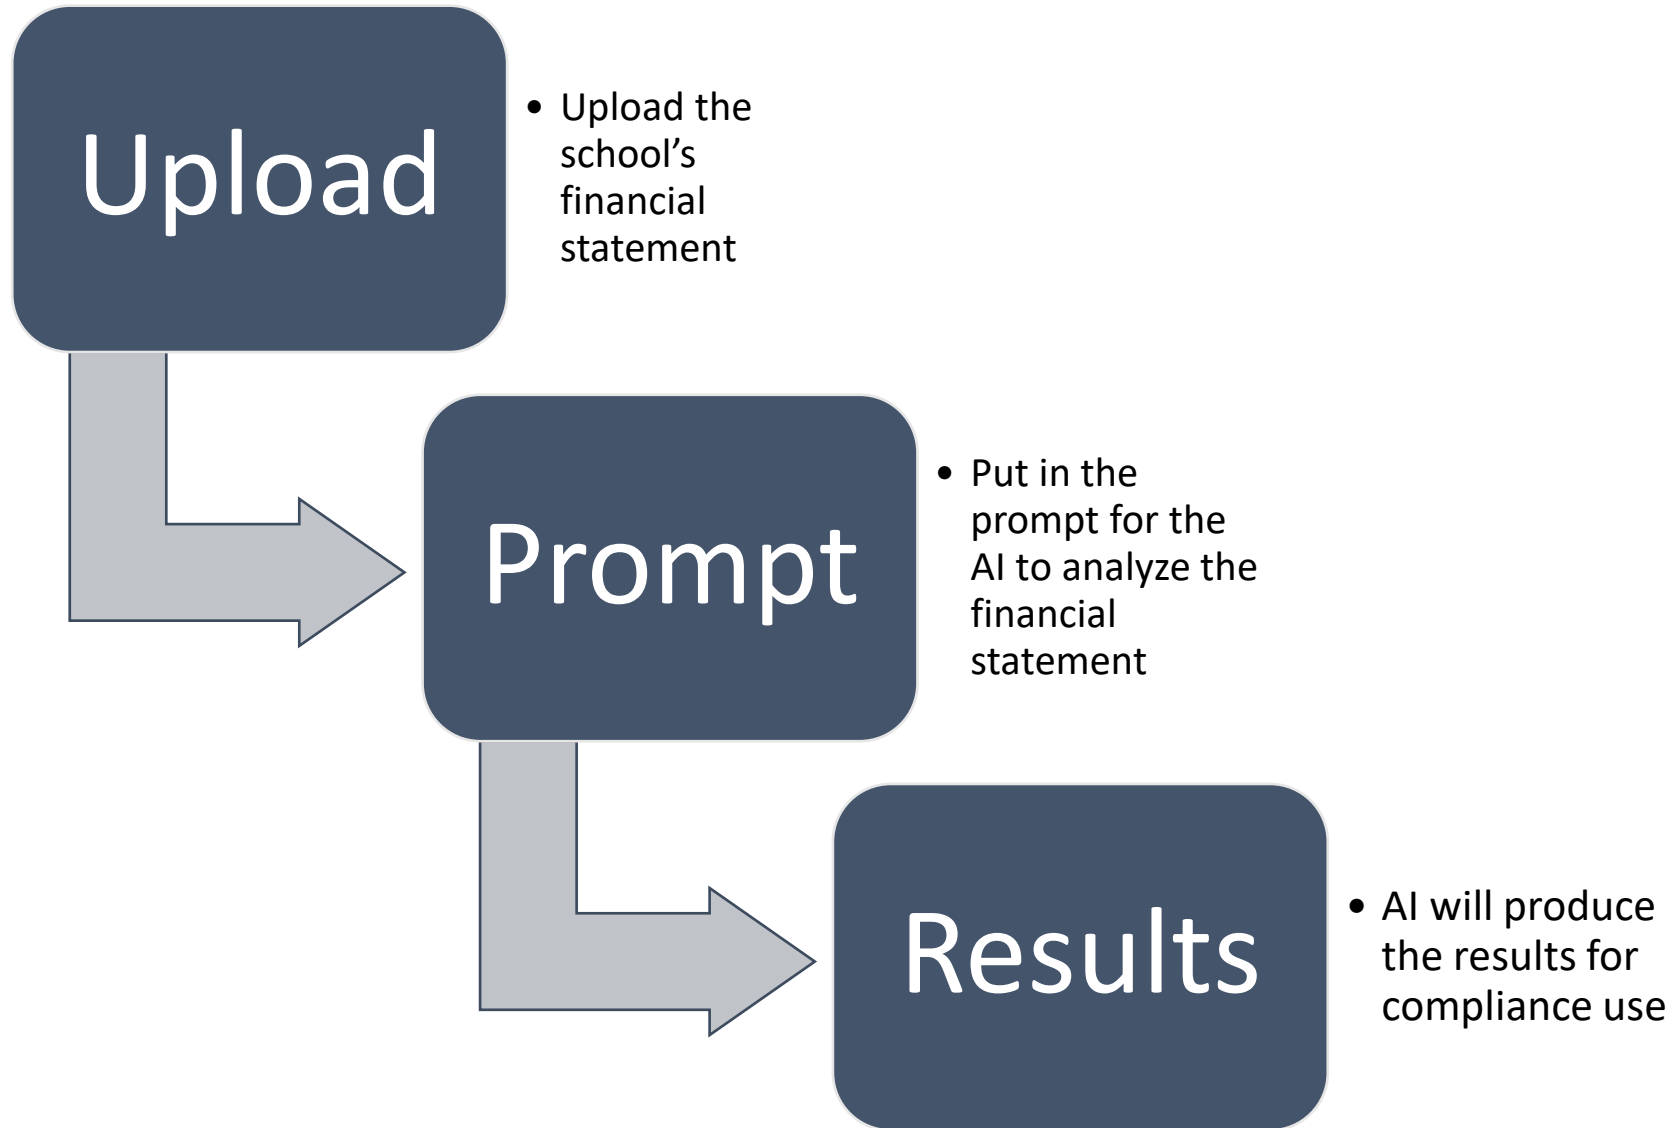 Upload
• Upload the
school’s
financial
statement
Prompt
• Put in the
prompt for the
AI to analyze the
financial
statement
Results
• AI will produce
the results for
compliance use